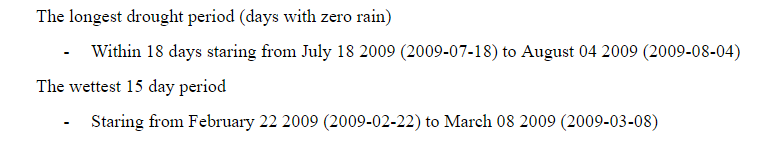 The longest drought period (days with zero rain)
- Within 18 days staring from July 18 2009 (2009-07-18) to August 04 2009 (2009-08-04)
The wettest 15 day period
- Staring from February 22 2009 (2009-02-22) to March 08 2009 (2009-03-08)